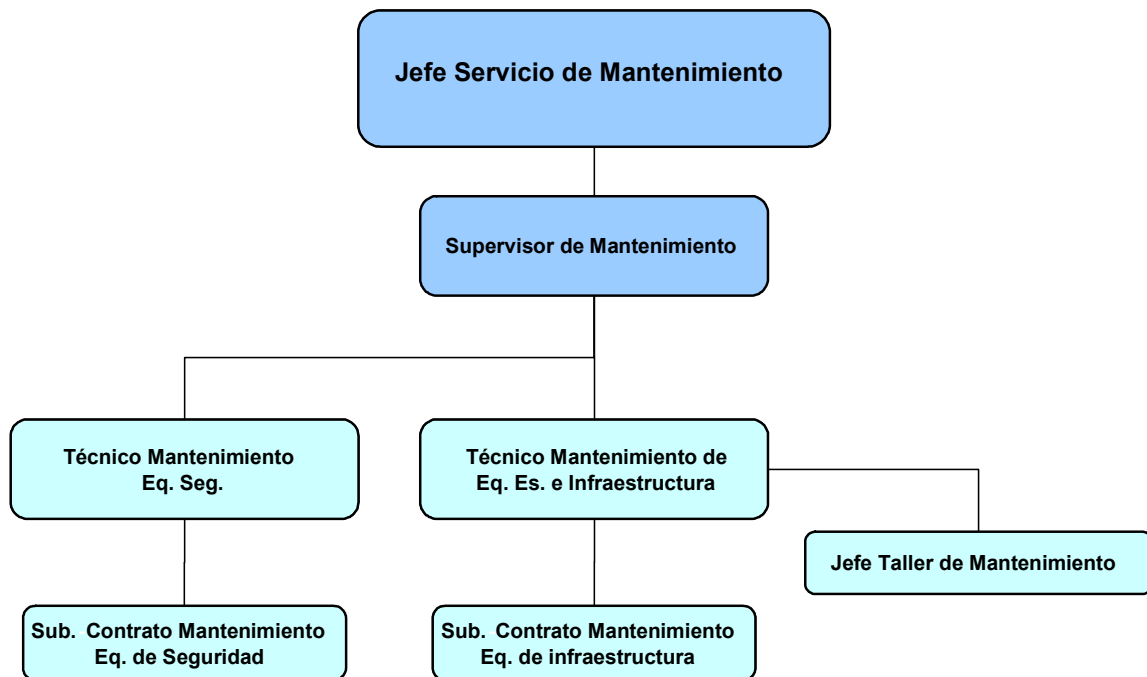 Jefe Servicio de Mantenimiento
Supervisor de Mantenimiento
Técnico Mantenimiento
Eq. Seg.
Técnico Mantenimiento de
Eq. Es. e Infraestructura
Jefe Taller de Mantenimiento
Sub. Contrato Mantenimiento
Eq. de Seguridad
Sub. Contrato Mantenimiento
Eq. de infraestructura